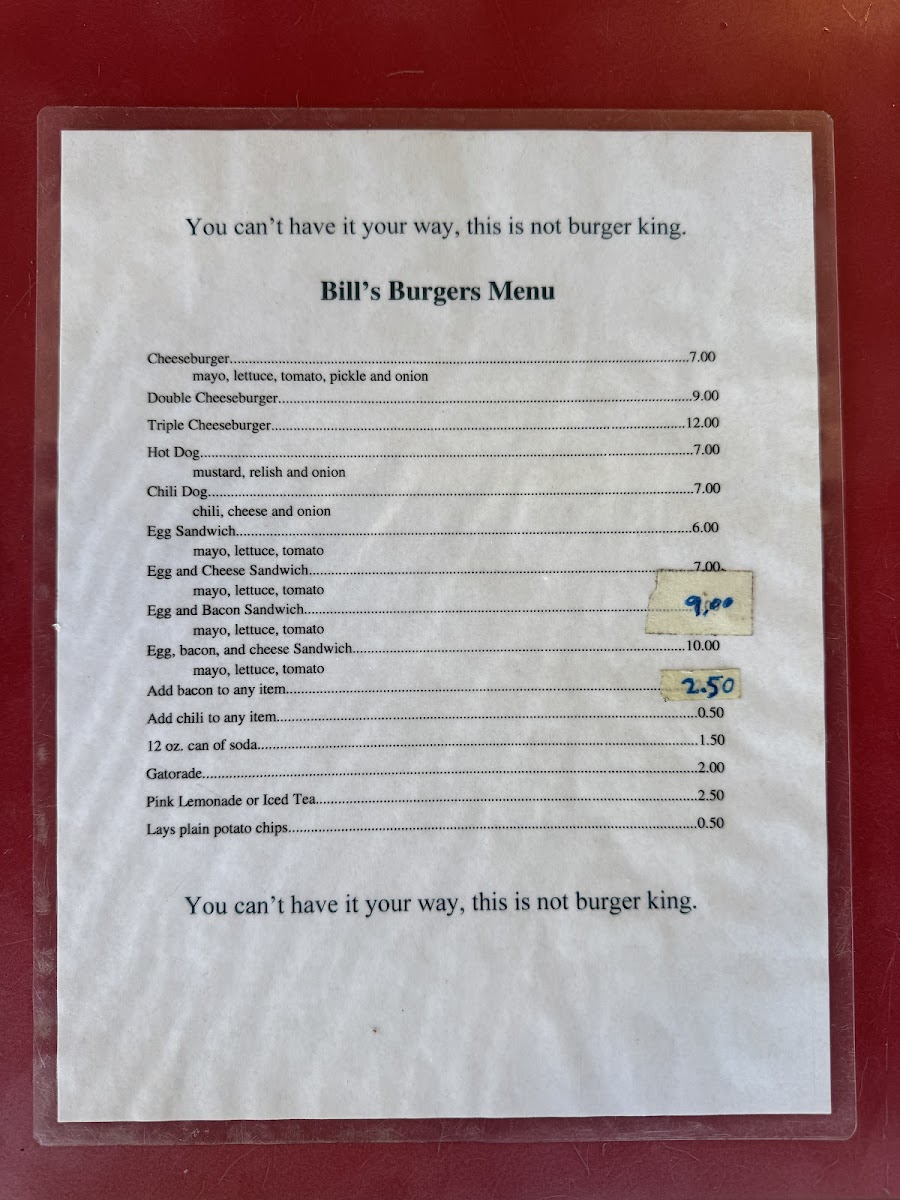 You can't have it your way, this is not burger king.
Bill's Burgers Menu
Cheeseburger....................7.00
mayo, lettuce, tomato, pickle and onion
Double Cheeseburger....................9.00
Triple Cheeseburger....................12.00
Hot Dog....................7.00
mustard, relish and onion
Chili Dog....................7.00
chili, cheese and onion
Egg Sandwich....................6.00
mayo, lettuce, tomato
Egg and Cheese Sandwich....................7.00
mayo, lettuce, tomato
Egg and Bacon Sandwich....................9.00
mayo, lettuce, tomato
Egg, bacon, and cheese Sandwich....................10.00
mayo, lettuce, tomato
Add bacon to any item....................2.50
Add chili to any item....................0.50
12 oz. can of soda....................1.50
Gatorade....................2.00
Pink Lemonade or Iced Tea....................2.50
Lays plain potato chips....................0.50
You can't have it your way, this is not burger king.